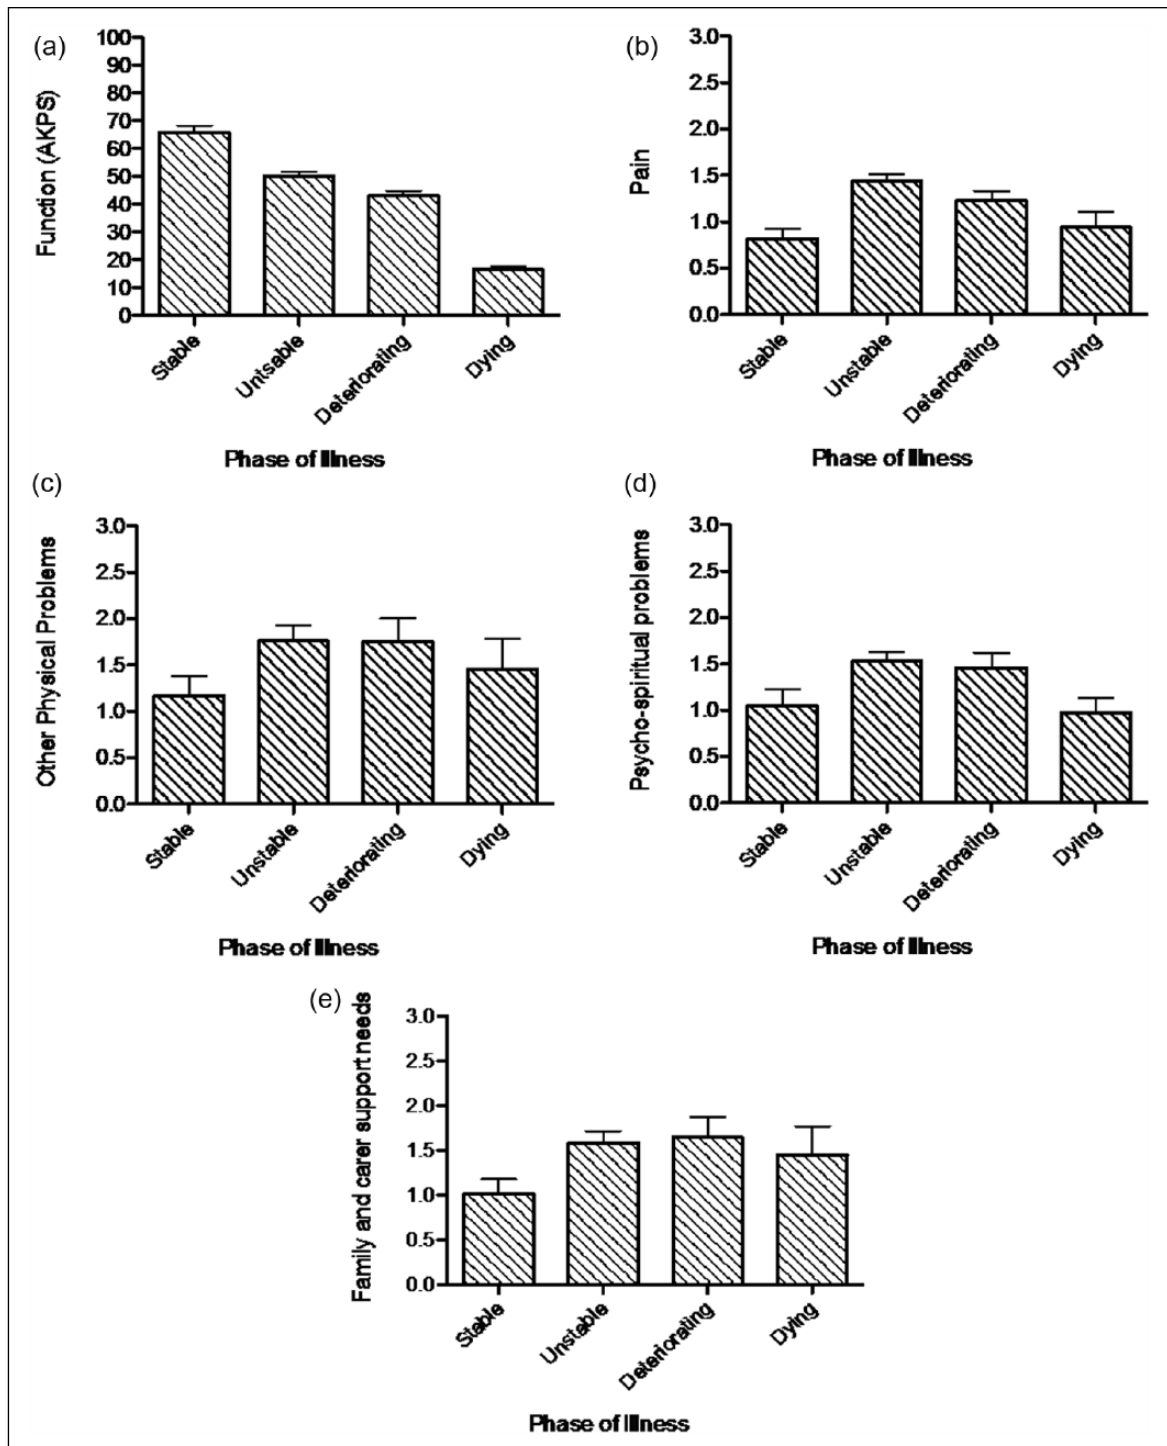 (a)
Function (AKPS)
100
90
80
70
60
50
40
30
20
10
0
Stable
Untsable
Deteriorating
Dying
Phase of Illness
(b)
Pain
3.0
2.5
2.0
1.5
1.0
0.5
0.0
Stable
Unstable
Deteriorating
Dying
Phase of Illness
(c)
Other Physical Problems
3.0
2.5
2.0
1.5
1.0
0.5
0.0
Stable
Unstable
Deteriorating
Dying
Phase of Illness
(d)
Psycho-spiritual problems
3.0
2.5
2.0
1.5
1.0
0.5
0.0
Stable
Unstable
Deteriorating
Dying
Phase of Illness
(e)
Family and carer support needs
3.0
2.5
2.0
1.5
1.0
0.5
0.0
Stable
Unstable
Deteriorating
Dying
Phase of Illness